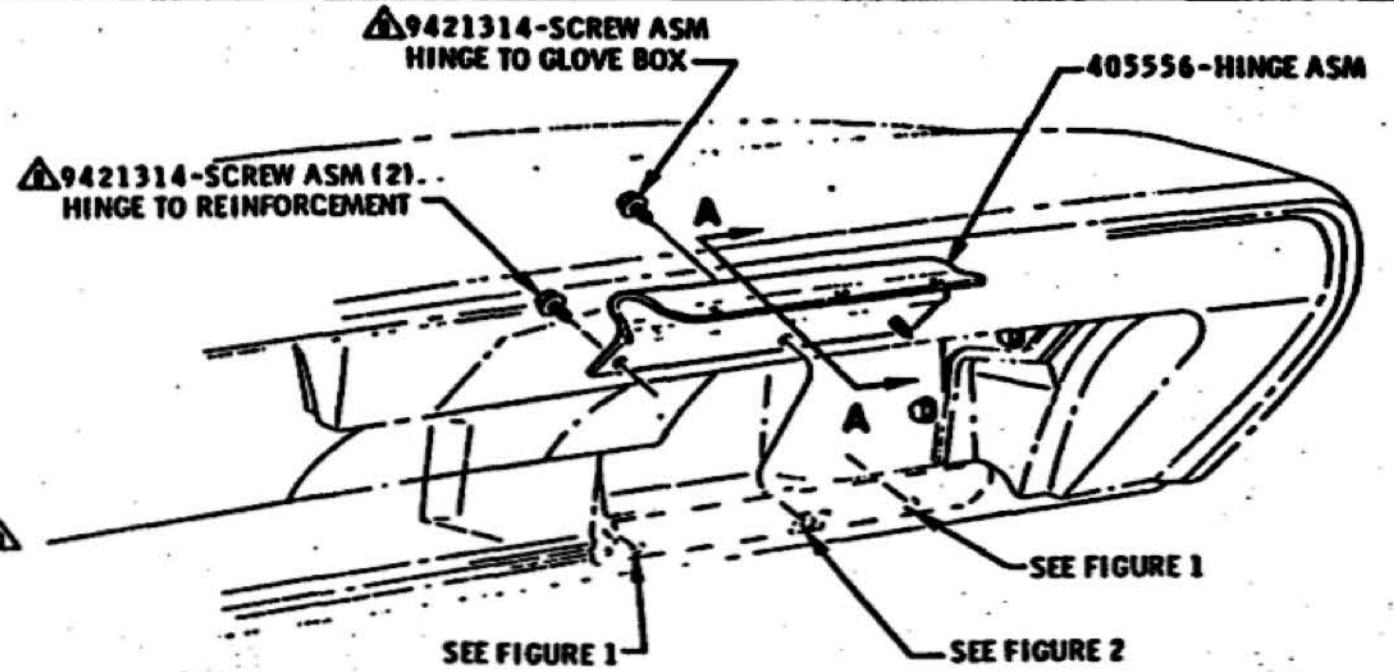 9421314-SCREW ASM
HINGE TO GLOVE BOX
405556-HINGE ASM
9421314-SCREW ASM (2)
HINGE TO REINFORCEMENT
A
A
SEE FIGURE 1
SEE FIGURE 1
SEE FIGURE 2